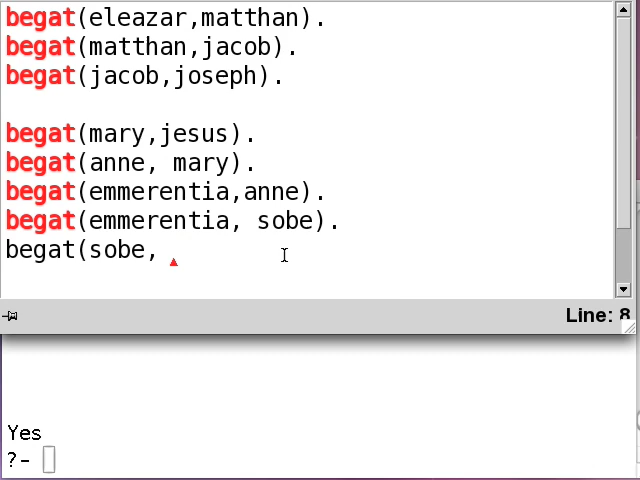 begat(eleazar,matthan).
begat(matthan,jacob).
begat(jacob,joseph).
begat(mary,jesus).
begat(anne, mary).
begat(emmerentia,anne).
begat(emmerentia, sobe).
begat(sobe,
Line: 8
Yes
?-